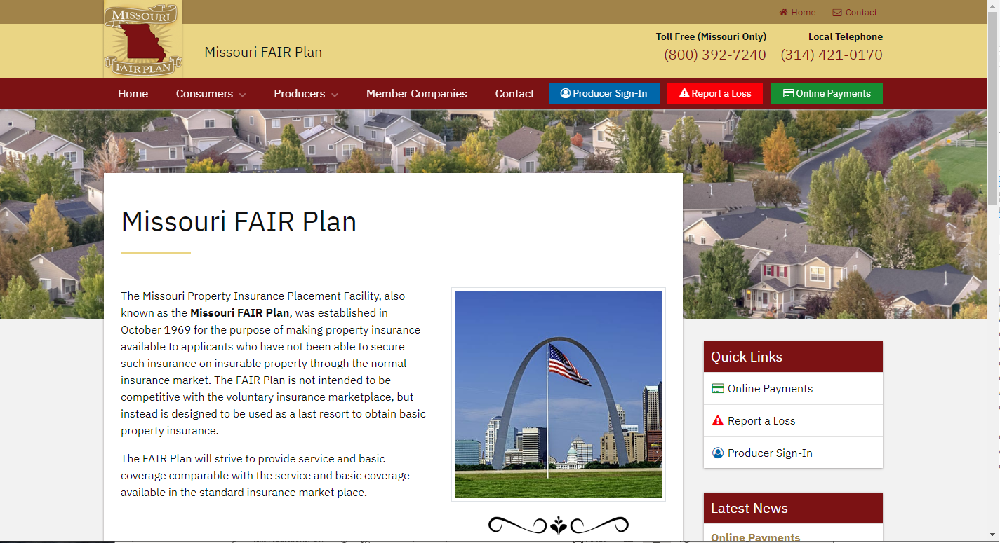 MISSOURI
FAIR PLAN
Home
Contact
Missouri FAIR Plan
Toll Free (Missouri Only)
(800) 392-7240
Local Telephone
(314) 421-0170
Home
Consumers
Producers
Member Companies
Contact
Producer Sign-In
Report a Loss
Online Payments
Missouri FAIR Plan
The Missouri Property Insurance Placement Facility, also
known as the Missouri FAIR Plan, was established in
October 1969 for the purpose of making property insurance
available to applicants who have not been able to secure
such insurance on insurable property through the normal
insurance market. The FAIR Plan is not intended to be
competitive with the voluntary insurance marketplace, but
instead is designed to be used as a last resort to obtain basic
property insurance.
The FAIR Plan will strive to provide service and basic
coverage comparable with the service and basic coverage
available in the standard insurance market place.
Quick Links
Online Payments
Report a Loss
Producer Sign-In
Latest News
Online Payments